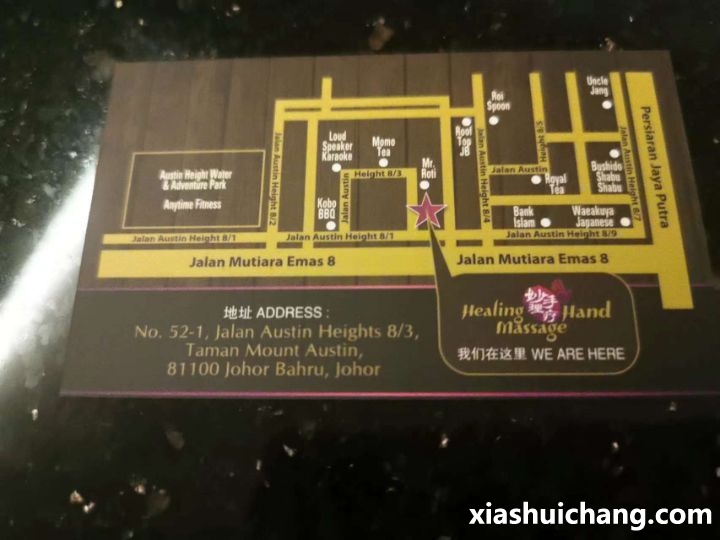 Uncle
Jang
Roi
Spoon
Persiaran Jaya Putra
Loud
Speaker
Karaoke
Momo
Tea
Roof
Top
JB
Mr.
Roti
Jalan Austin Height 8/2
Jalan Austin
Height 8/3
Jalan Austin Height 8/4
Jalan Austin
Height 8/5
Royal
Tea
Bushido
Shabu
Shabu
Jalan Austin Height 8/7
Austin Height Water
& Adventure Park
Anytime Fitness
Kobo
BBQ
Bank
Islam
Waeakuya
Japanese
Jalan Austin Height 8/1
Jalan Austin Height 8/1
Jalan Austin Height 8/9
Jalan Mutiara Emas 8
Jalan Mutiara Emas 8
地址 ADDRESS :
No. 52-1, Jalan Austin Heights 8/3,
Taman Mount Austin,
81100 Johor Bahru, Johor
妙手理疗
Healing Hand
Massage
我们在这里 WE ARE HERE
xiashuichang.com